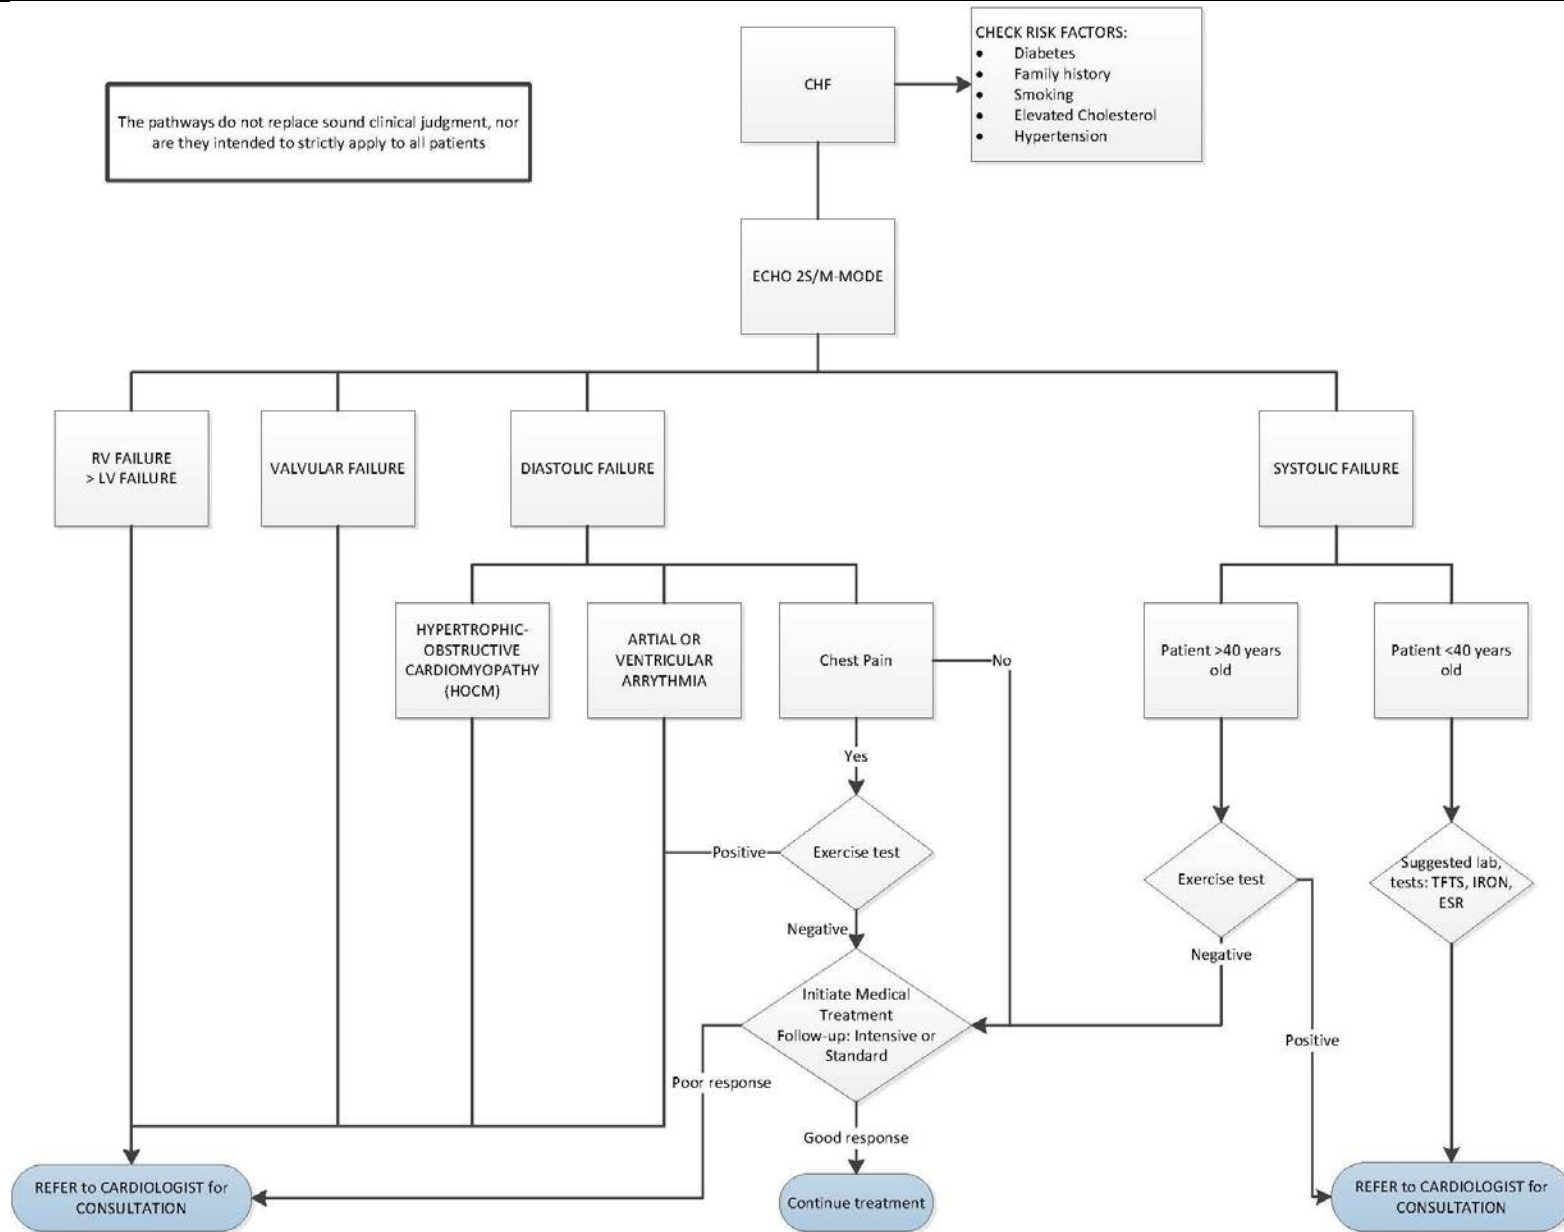 CHF
CHECK RISK FACTORS:
• Diabetes
• Family history
• Smoking
• Elevated Cholesterol
• Hypertension
The pathways do not replace sound clinical judgment, nor
are they intended to strictly apply to all patients
ECHO 2S/M-MODE
RV FAILURE
> LV FAILURE
VALVULAR FAILURE
DIASTOLIC FAILURE
SYSTOLIC FAILURE
HYPERTROPHIC-
OBSTRUCTIVE
CARDIOMYOPATHY
(HOCM)
ARTIAL OR
VENTRICULAR
ARRYTHMIA
Chest Pain
No
Patient >40 years
old
Patient <40 years
old
Yes
Positive
Exercise test
Exercise test
Suggested lab,
tests: TFTS, IRON,
ESR
Negative
Negative
Initiate Medical
Treatment
Follow-up: Intensive or
Standard
Positive
Poor response
Good response
REFER to CARDIOLOGIST for
CONSULTATION
Continue treatment
REFER to CARDIOLOGIST for
CONSULTATION